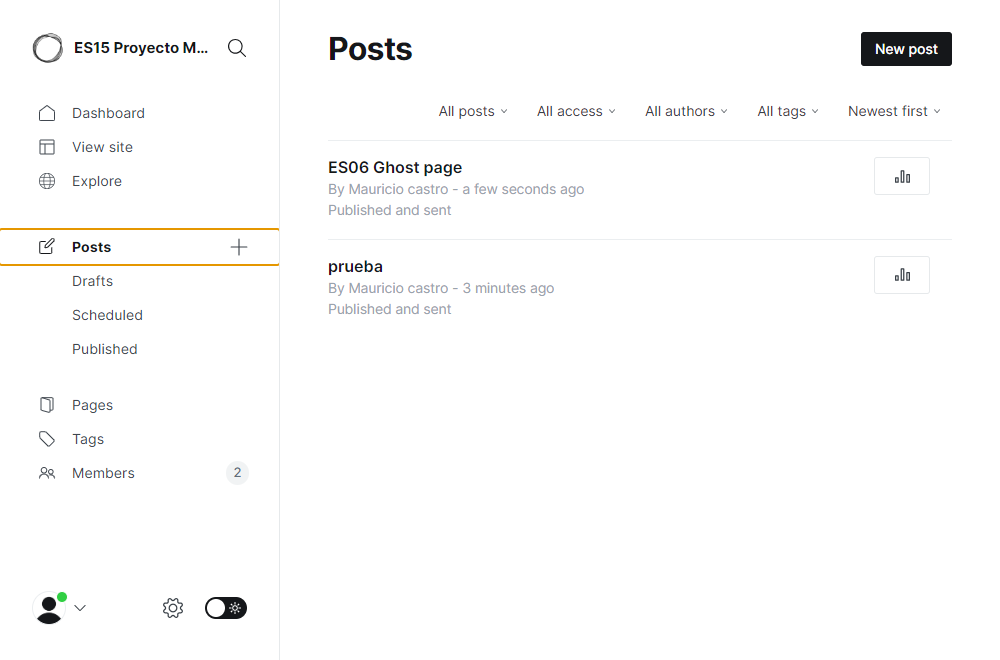 ES15 Proyecto M...
Dashboard
View site
Explore
Posts
Drafts
Scheduled
Published
Pages
Tags
Members 2
Posts
New post
All posts All access All authors All tags Newest first
ES06 Ghost page
By Mauricio castro - a few seconds ago
Published and sent
prueba
By Mauricio castro - 3 minutes ago
Published and sent